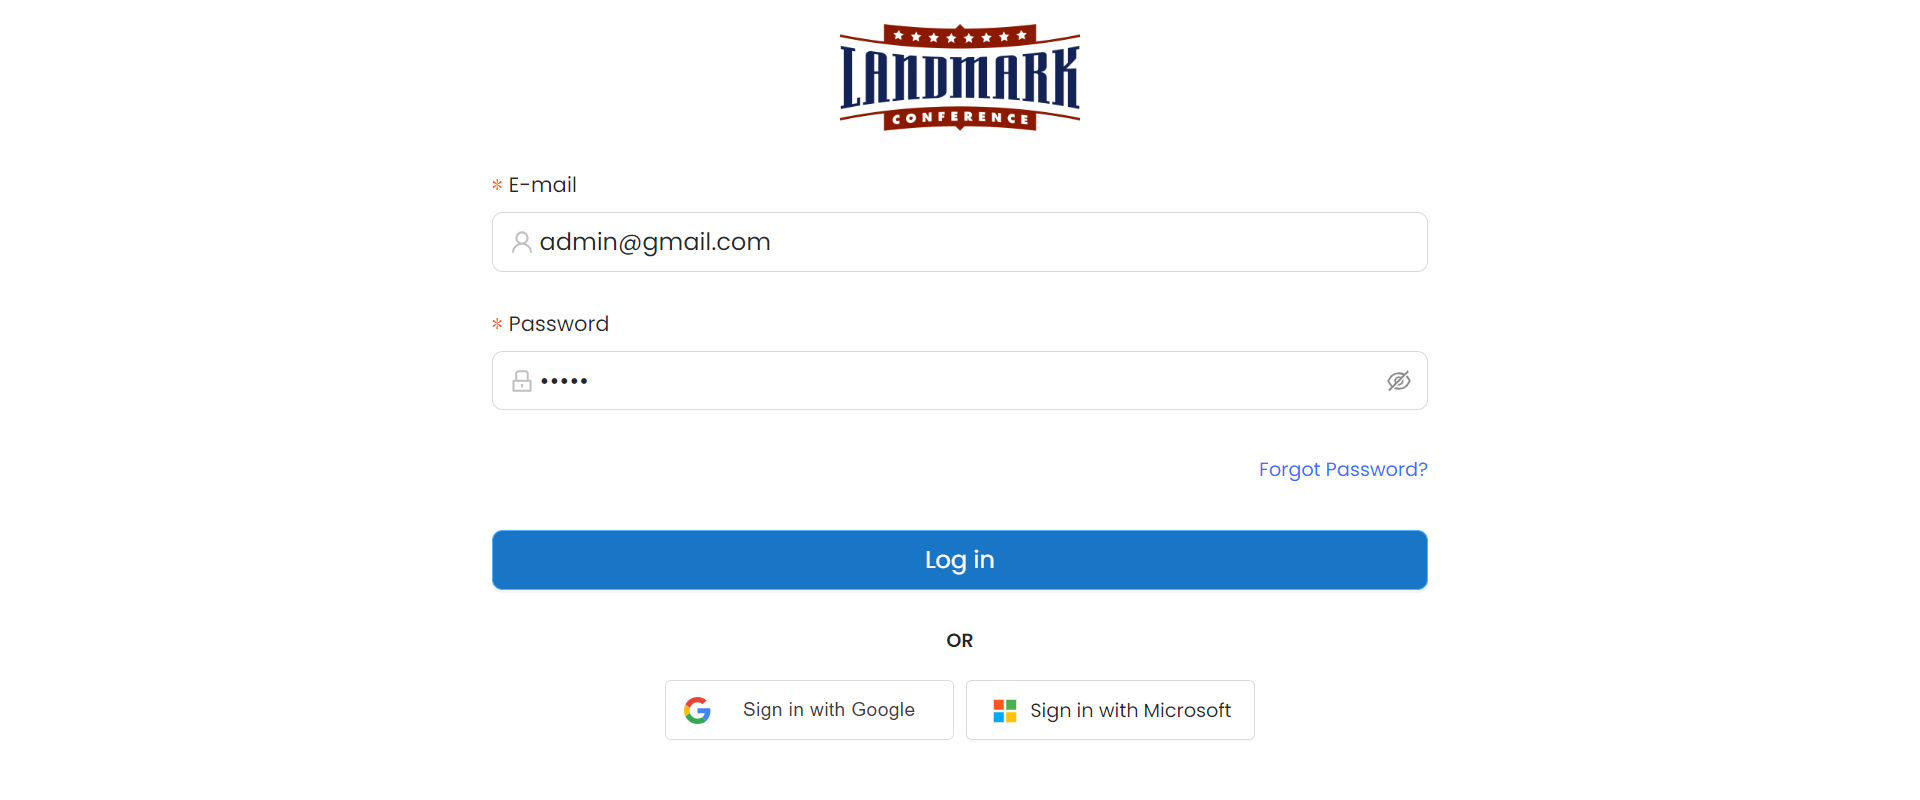 LANDMARK
CONFERENCE
* E-mail
admin@gmail.com
* Password
•••••
Forgot Password?
Log in
OR
Sign in with Google
Sign in with Microsoft